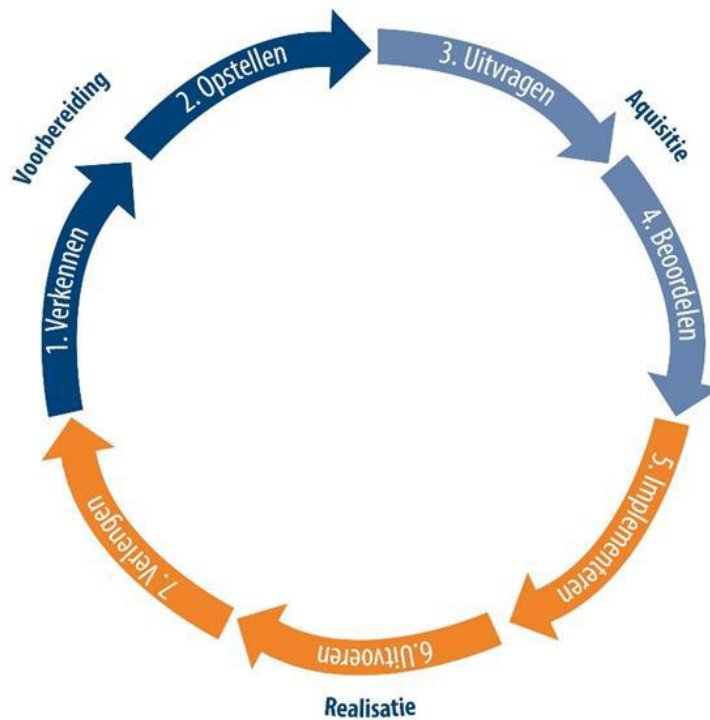 Voorbereiding
1. Verkennen
2. Opstellen
Aquisitie
3. Uitvragen
4. Beoordelen
Realisatie
5. Implementeren
6.Uitvoeren
7. Verlengen